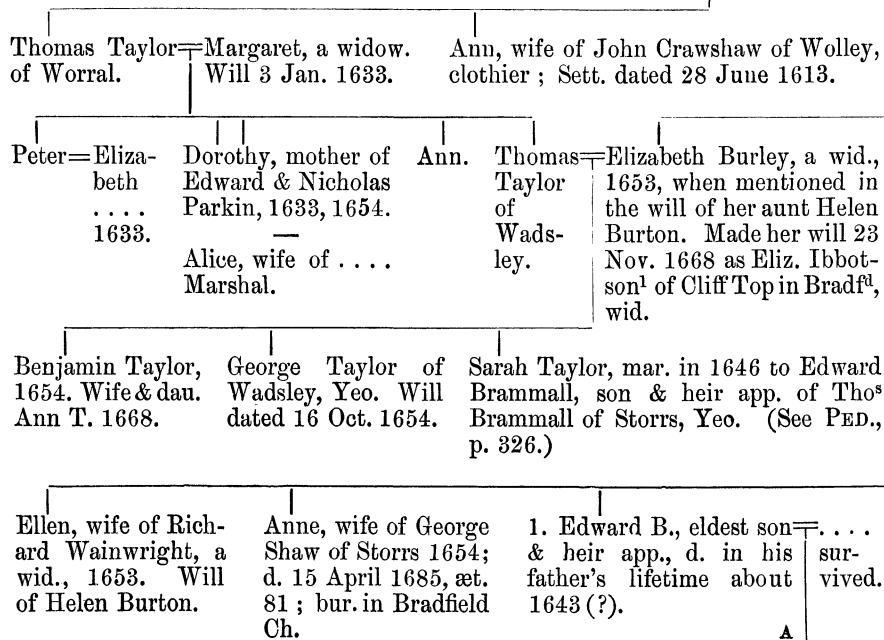 Thomas Taylor=Margaret, a widow.
of Worral. Will 3 Jan. 1633.
Ann, wife of John Crawshaw of Wolley,
clothier ; Sett. dated 28 June 1613.
Peter=Eliza-
beth
. . . .
1633.
Dorothy, mother of
Edward & Nicholas
Parkin, 1633, 1654.
—
Alice, wife of . . . .
Marshal.
Ann.
Thomas=
Taylor
of
Wads-
ley.
Elizabeth Burley, a wid.,
1653, when mentioned in
the will of her aunt Helen
Burton. Made her will 23
Nov. 1668 as Eliz. Ibbot-
son¹ of Cliff Top in Bradfᵈ,
wid.
Benjamin Taylor,
1654. Wife & dau.
Ann T. 1668.
George Taylor of
Wadsley, Yeo. Will
dated 16 Oct. 1654.
Sarah Taylor, mar. in 1646 to Edward
Brammall, son & heir app. of Thoˢ
Brammall of Storrs, Yeo. (See PED.,
p. 326.)
Ellen, wife of Rich-
ard Wainwright, a
wid., 1653. Will
of Helen Burton.
Anne, wife of George
Shaw of Storrs 1654;
d. 15 April 1685, æt.
81 ; bur. in Bradfield
Ch.
1. Edward B., eldest son=
& heir app., d. in his
father's lifetime about
1643 (?).
. . . .
sur-
vived.
A